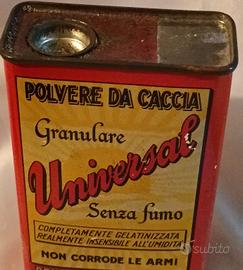 POLVERE DA CACCIA
Granulare
Universal
Senza fumo
COMPLETAMENTE GELATINIZZATA
REALMENTE INSENSIBILE ALL'UMIDITÀ
NON CORRODE LE ARMI
subito